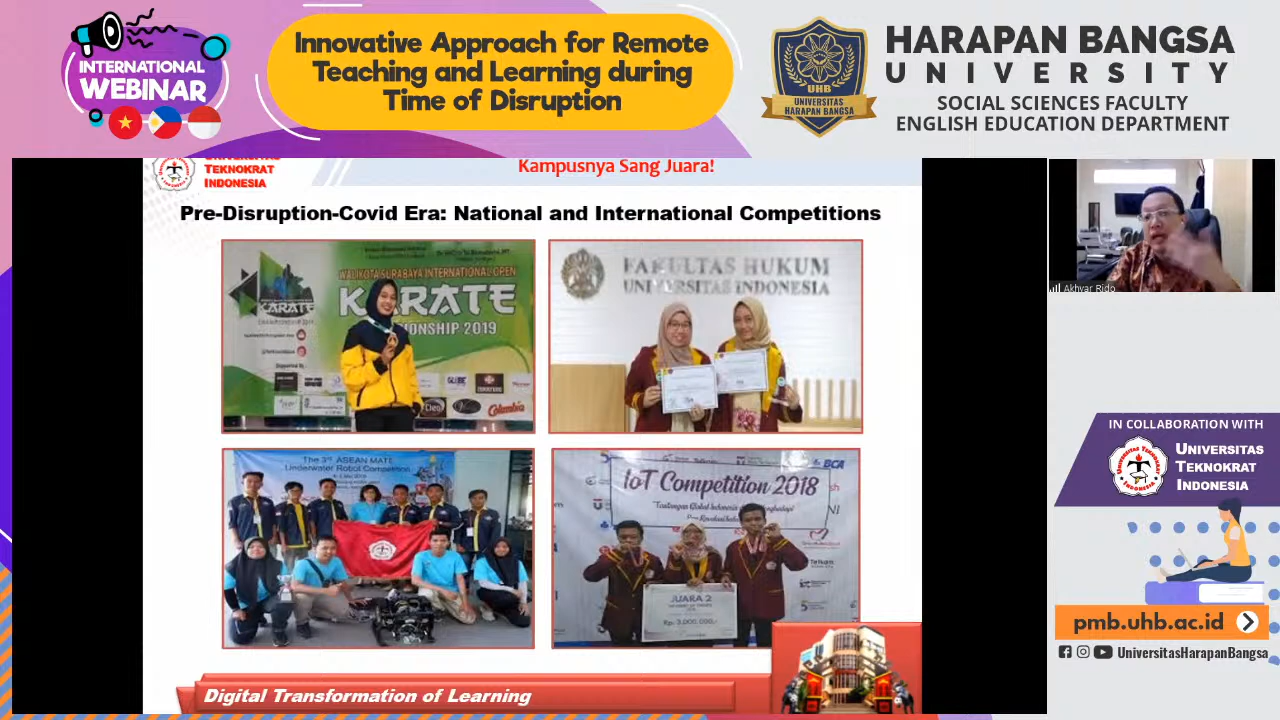 INTERNATIONAL
WEBINAR
Innovative Approach for Remote
Teaching and Learning during
Time of Disruption
UHB
UNIVERSITAS
HARAPAN BANGSA
HARAPAN BANGSA
UNIVERSITY
SOCIAL SCIENCES FACULTY
ENGLISH EDUCATION DEPARTMENT
UNIVERSITAS
TEKNOKRAT
INDONESIA
Kampusnya Sang Juara!
Pre-Disruption-Covid Era: National and International Competitions
WALIKOTA SURABAYA INTERNATIONAL OPEN
KARATE
CHAMPIONSHIP 2019
KARATE
Cleo
Columbia
FAKULTAS HUKUM
UNIVERSITAS INDONESIA
The 3rd ASEAN MATE
Underwater Robot Competition
IoT Competition 2018
BCA
JUARA 2
Rp. 3.000.000,-
Digital Transformation of Learning
Akhyar Rido
IN COLLABORATION WITH
UNIVERSITAS
TEKNOKRAT
INDONESIA
pmb.uhb.ac.id
UniversitasHarapanBangsa